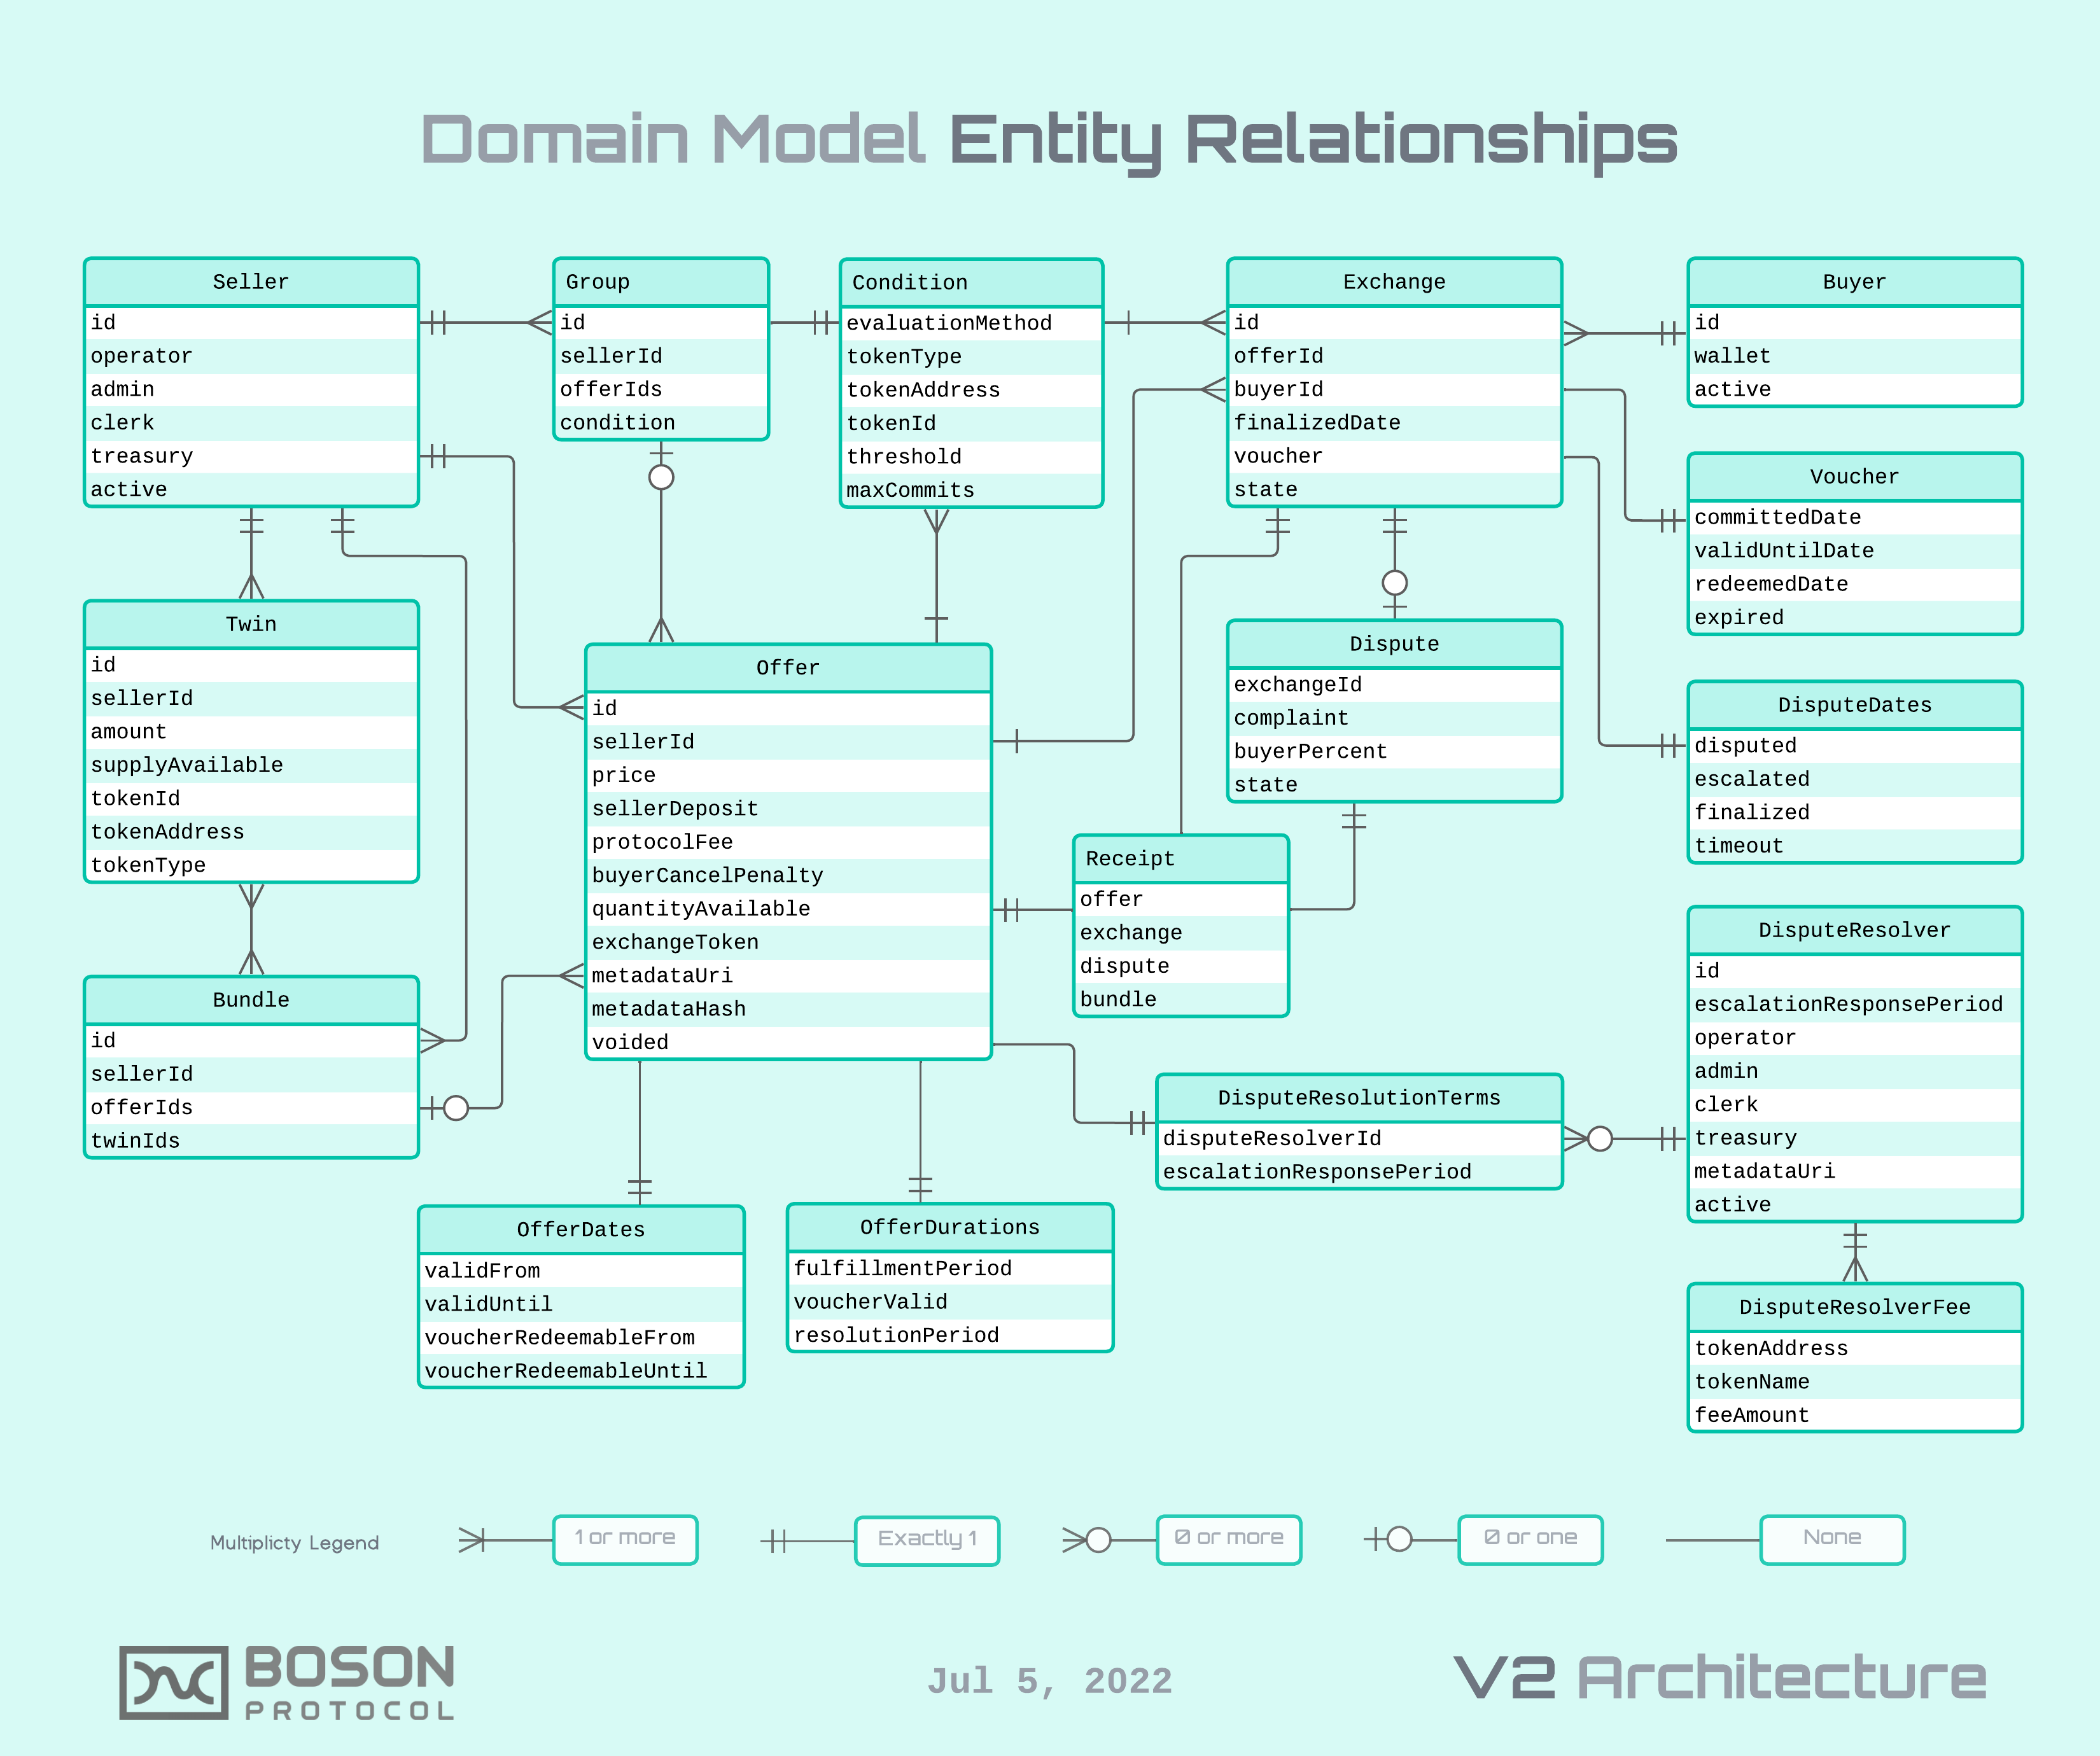 Domain Model Entity Relationships
Seller
id
operator
admin
clerk
treasury
active
Group
id
sellerId
offerIds
condition
Condition
evaluationMethod
tokenType
tokenAddress
tokenId
threshold
maxCommits
Exchange
id
offerId
buyerId
finalizedDate
voucher
state
Buyer
id
wallet
active
Voucher
committedDate
validUntilDate
redeemedDate
expired
Twin
id
sellerId
amount
supplyAvailable
tokenId
tokenAddress
tokenType
Offer
id
sellerId
price
sellerDeposit
protocolFee
buyerCancelPenalty
quantityAvailable
exchangeToken
metadataUri
metadataHash
voided
Dispute
exchangeId
complaint
buyerPercent
state
DisputeDates
disputed
escalated
finalized
timeout
Receipt
offer
exchange
dispute
bundle
DisputeResolver
id
escalationResponsePeriod
operator
admin
clerk
treasury
metadataUri
active
Bundle
id
sellerId
offerIds
twinIds
DisputeResolutionTerms
disputeResolverId
escalationResponsePeriod
OfferDates
validFrom
validUntil
voucherRedeemableFrom
voucherRedeemableUntil
OfferDurations
fulfillmentPeriod
voucherValid
resolutionPeriod
DisputeResolverFee
tokenAddress
tokenName
feeAmount
Multiplicty Legend
1 or more
Exactly 1
0 or more
0 or one
None
BOSON
PROTOCOL
Jul 5, 2022
V2 Architecture